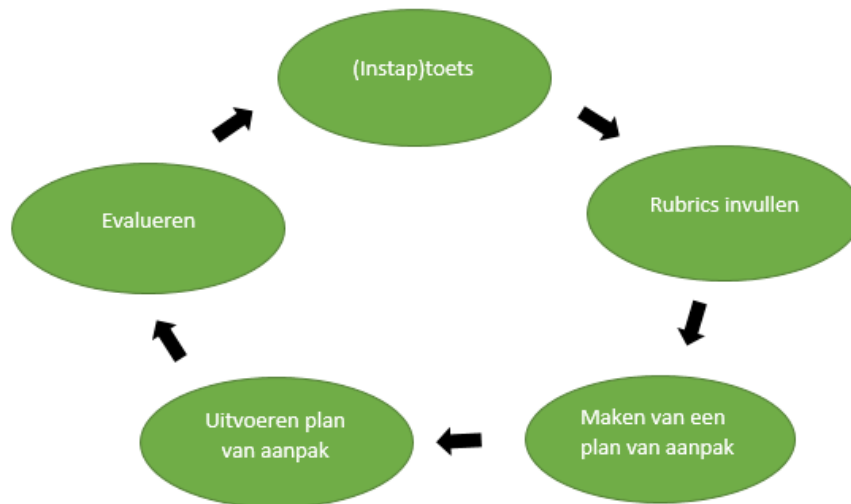 (Instap)toets
Rubrics invullen
Maken van een
plan van aanpak
Uitvoeren plan
van aanpak
Evalueren